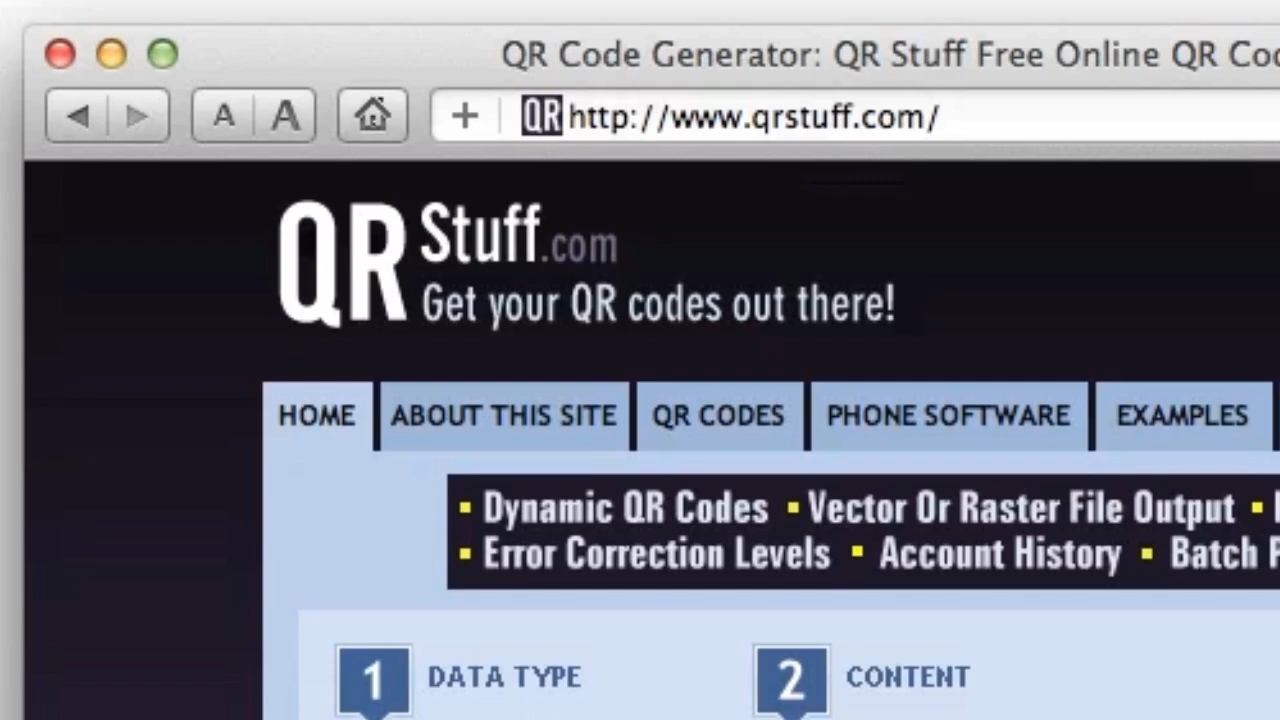 QR Code Generator: QR Stuff Free Online QR
A A + QR http://www.qrstuff.com/
QR Stuff.com
Get your QR codes out there!
HOME ABOUT THIS SITE QR CODES PHONE SOFTWARE EXAMPLES
Dynamic QR Codes Vector Or Raster File Output
Error Correction Levels Account History Batch
1 DATA TYPE 2 CONTENT